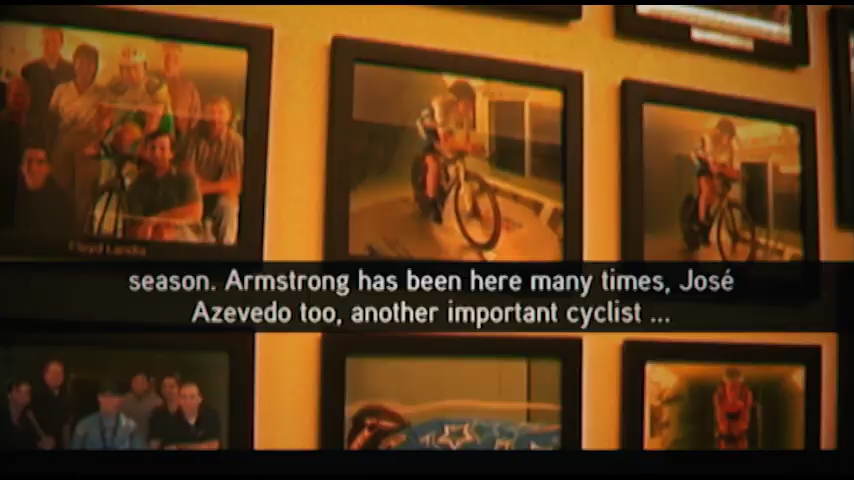 Floyd Landis
season. Armstrong has been here many times, José
Azevedo too, another important cyclist ...